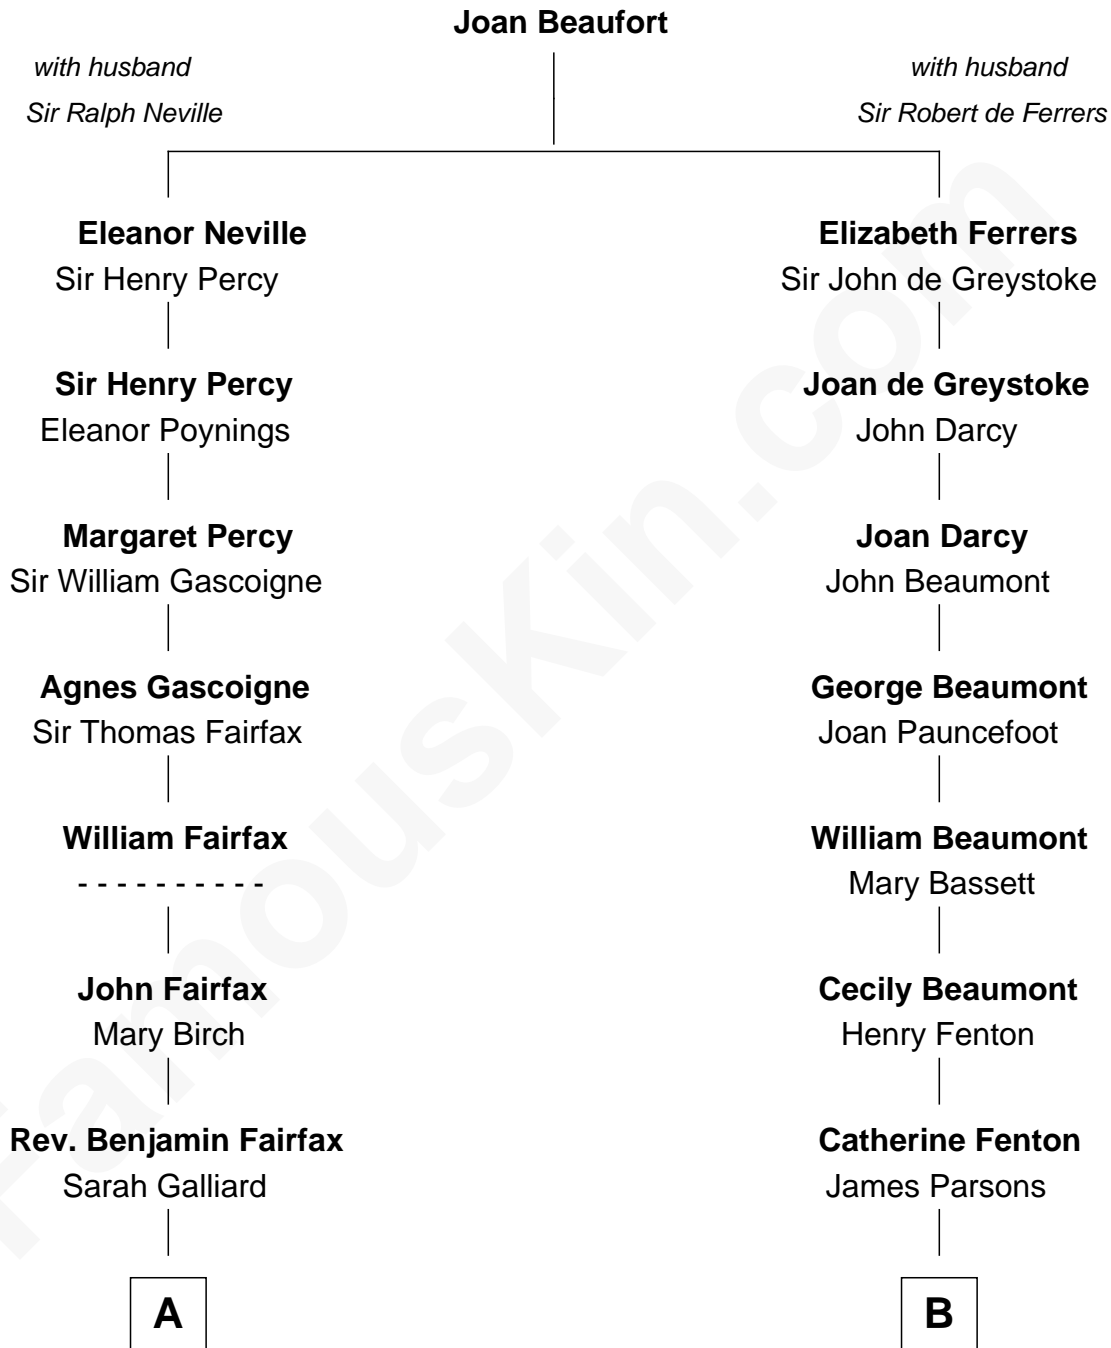 Joan Beaufort
with husband
Sir Ralph Neville
with husband
Sir Robert de Ferrers
Eleanor Neville
Sir Henry Percy
Elizabeth Ferrers
Sir John de Greystoke
Sir Henry Percy
Eleanor Poynings
Joan de Greystoke
John Darcy
Margaret Percy
Sir William Gascoigne
Joan Darcy
John Beaumont
Agnes Gascoigne
Sir Thomas Fairfax
George Beaumont
Joan Pauncefoot
William Fairfax
- - - - - - - - - -
William Beaumont
Mary Bassett
John Fairfax
Mary Birch
Cecily Beaumont
Henry Fenton
Rev. Benjamin Fairfax
Sarah Galliard
Catherine Fenton
James Parsons
A
B
FamousKin.com